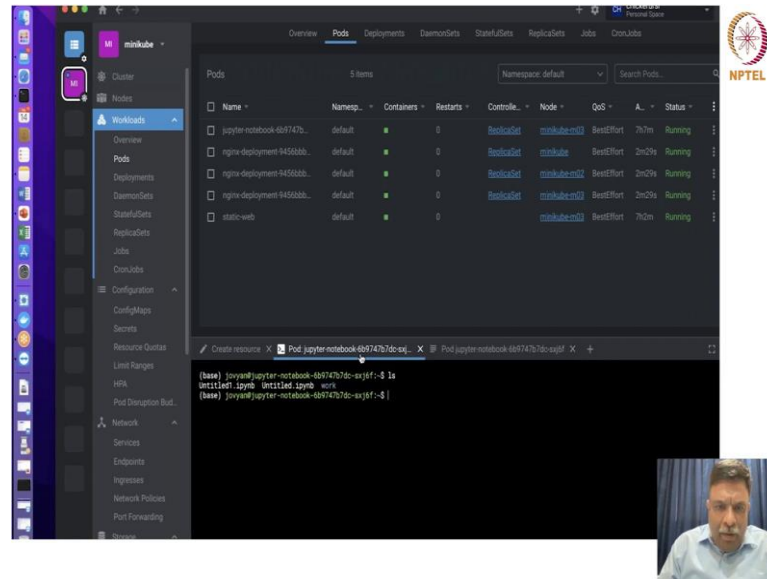 CH
Personal Space
NPTEL
MI minikube
MI
Overview Pods Deployments DaemonSets StatefulSets ReplicaSets Jobs CronJobs
Cluster
Nodes
Workloads
Overview
Pods
Deployments
DaemonSets
StatefulSets
ReplicaSets
Jobs
CronJobs
Configuration
ConfigMaps
Secrets
Resource Quotas
Limit Ranges
HPA
Pod Disruption Bud...
Network
Services
Endpoints
Ingresses
Network Policies
Port Forwarding
Storage
Pods 5 items Namespace: default Search Pods...
Name Namesp... Containers Restarts Controlle... Node QoS A... Status
jupyter-notebook-6b9747b... default 0 ReplicaSet minikube-m03 BestEffort 7h7m Running
nginx-deployment-9456bbb... default 0 ReplicaSet minikube BestEffort 2m29s Running
nginx-deployment-9456bbb... default 0 ReplicaSet minikube-m02 BestEffort 2m29s Running
nginx-deployment-9456bbb... default 0 ReplicaSet minikube-m03 BestEffort 2m29s Running
static-web default 0 minikube-m03 BestEffort 7h2m Running
Create resource X Pod: jupyter-notebook-6b9747b7dc-sxj... X Pod jupyter-notebook-6b9747b7dc-sxj6f X +
(base) jovyan@jupyter-notebook-6b9747b7dc-sxj6f:~$ ls
Untitled1.ipynb Untitled.ipynb work
(base) jovyan@jupyter-notebook-6b9747b7dc-sxj6f:~$